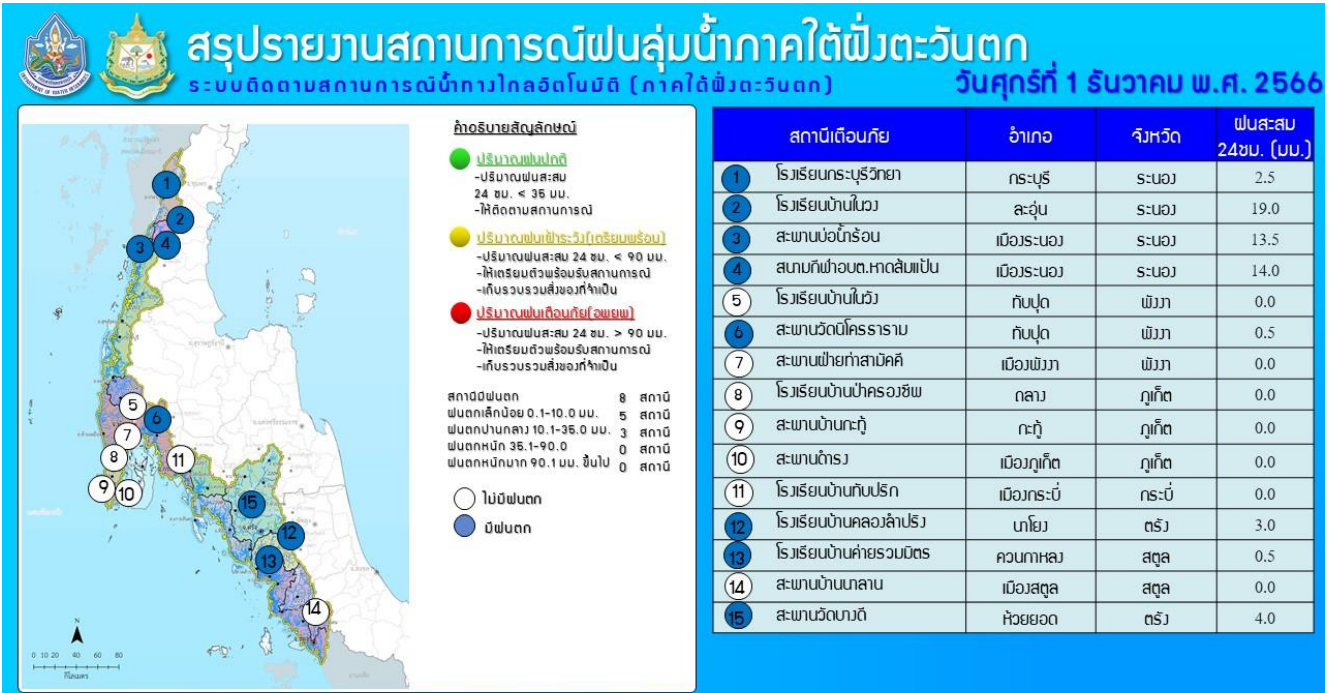 สรุปรายงานสถานการณ์ฝนลุ่มน้ำภาคใต้ฝั่งตะวันตก
ระบบติดตามสถานการณ์น้ำทางไกลอัตโนมัติ (ภาคใต้ฝั่งตะวันตก)
วันศุกร์ที่ 1 ธันวาคม พ.ศ. 2566
คำอธิบายสัญลักษณ์
ปริมาณฝนปกติ
-ปริมาณฝนสะสม
24 ชม. < 35 มม.
-ให้ติดตามสถานการณ์
ปริมาณฝนเฝ้าระวัง(เตรียมพร้อม)
-ปริมาณฝนสะสม 24 ชม. < 90 มม.
-ให้เตรียมตัวพร้อมรับสถานการณ์
-เก็บรวบรวมสิ่งของที่จำเป็น
ปริมาณฝนเตือนภัย(อพยพ)
-ปริมาณฝนสะสม 24 ชม. > 90 มม.
-ให้เตรียมตัวพร้อมรับสถานการณ์
-เก็บรวบรวมสิ่งของที่จำเป็น
สถานีมีฝนตก 8 สถานี
ฝนตกเล็กน้อย 0.1-10.0 มม. 5 สถานี
ฝนตกปานกลาง 10.1-35.0 มม. 3 สถานี
ฝนตกหนัก 35.1-90.0 0 สถานี
ฝนตกหนักมาก 90.1 มม. ขึ้นไป 0 สถานี
ไม่มีฝนตก
มีฝนตก
1
2
3 4
5
6
7
8
11
9 10
15
12
13
14
N
0 10 20 40 60 80
กิโลเมตร
สถานีเตือนภัย อำเภอ จังหวัด ฝนสะสม
24ชม. (มม.)
1 โรงเรียนกระบุรีวิทยา กระบุรี ระนอง 2.5
2 โรงเรียนบ้านในวง ละอุ่น ระนอง 19.0
3 สะพานบ่อน้ำร้อน เมืองระนอง ระนอง 13.5
4 สนามกีฬาอบต.หาดส้มแป้น เมืองระนอง ระนอง 14.0
5 โรงเรียนบ้านในวัง ทับปุด พังงา 0.0
6 สะพานวัดนิโครธาราม ทับปุด พังงา 0.5
7 สะพานฝ่ายท่าสามัคคี เมืองพังงา พังงา 0.0
8 โรงเรียนบ้านป่าครองชีพ ถลาง ภูเก็ต 0.0
9 สะพานบ้านกะทู้ กะทู้ ภูเก็ต 0.0
10 สะพานดำรง เมืองภูเก็ต ภูเก็ต 0.0
11 โรงเรียนบ้านทับปริก เมืองกระบี่ กระบี่ 0.0
12 โรงเรียนบ้านคลองลำปริง นาโยง ตรัง 3.0
13 โรงเรียนบ้านค่ายรวมมิตร ควนกาหลง สตูล 0.5
14 สะพานบ้านนาลาน เมืองสตูล สตูล 0.0
15 สะพานวัดบางดี ห้วยยอด ตรัง 4.0